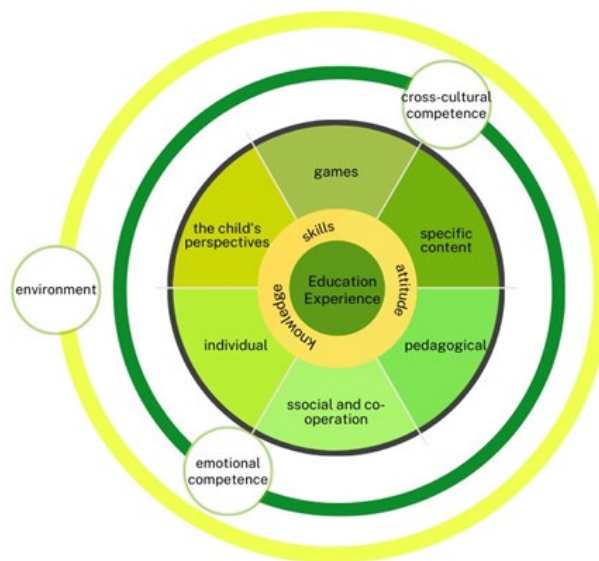 cross-cultural
competence
games
the child's
perspectives
specific
content
skills
attitude
knowledge
Education
Experience
environment
individual
pedagogical
ssocial and co-
operation
emotional
competence